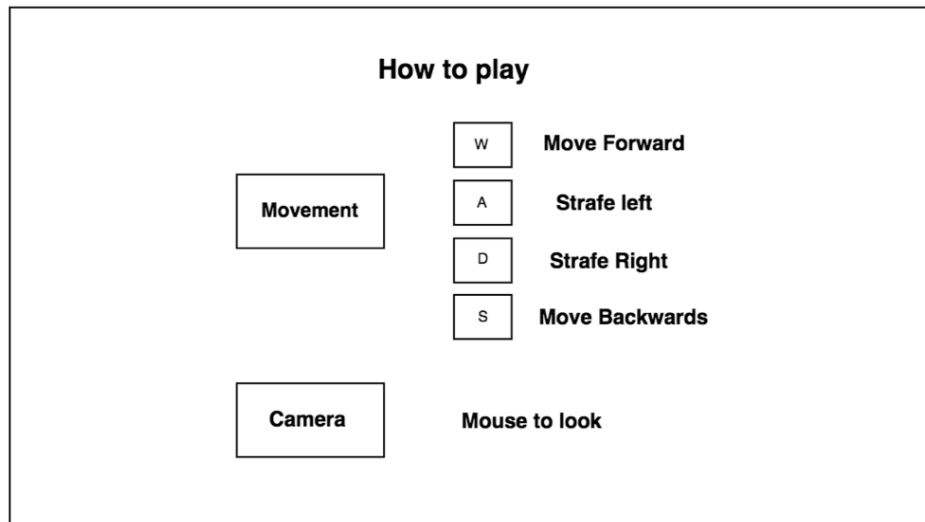 How to play
W Move Forward
Movement
A Strafe left
D Strafe Right
S Move Backwards
Camera Mouse to look